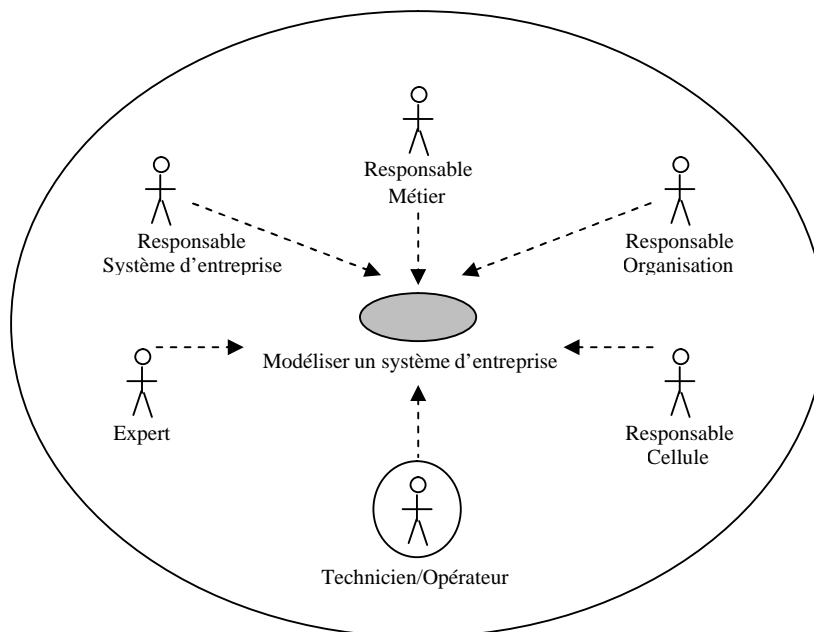 Responsable
Métier
Responsable
Système d'entreprise
Responsable
Organisation
Modéliser un système d'entreprise
Expert
Responsable
Cellule
Technicien/Opérateur